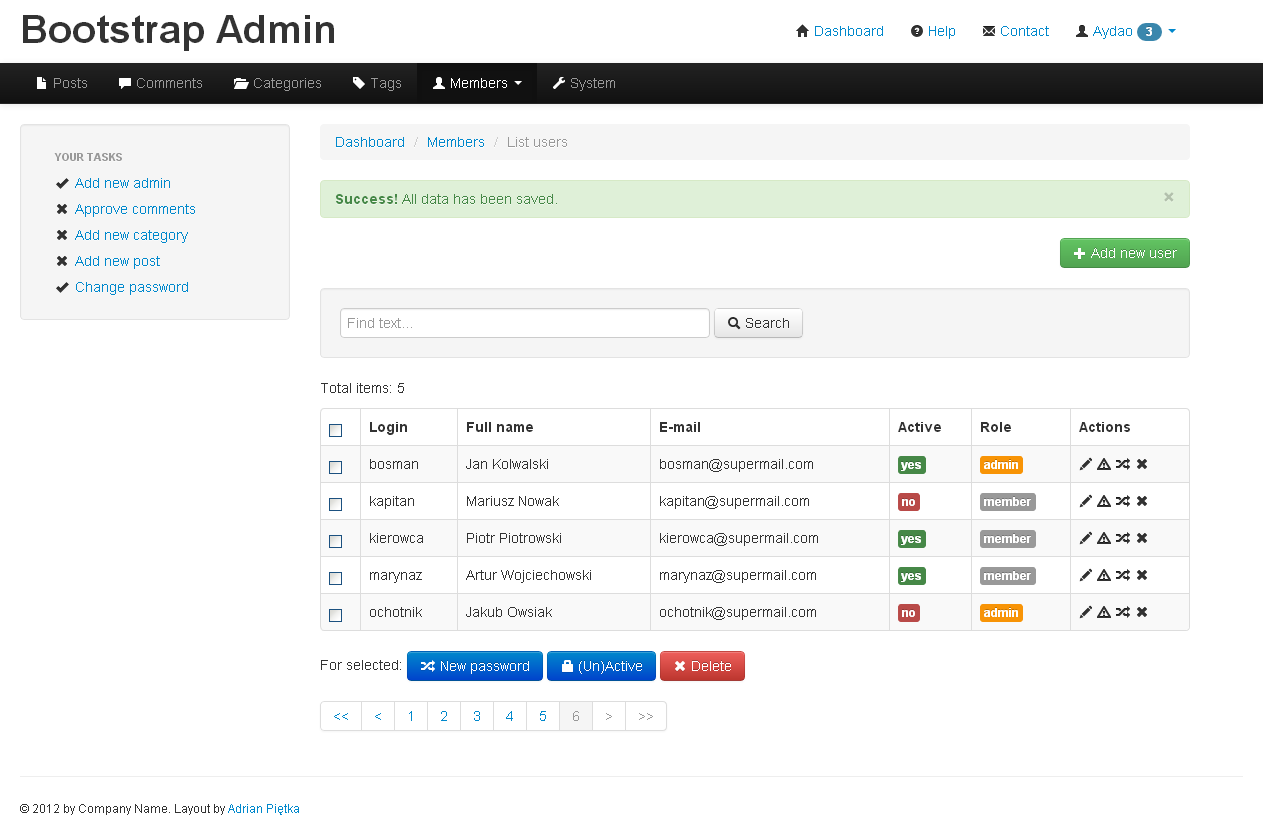 Bootstrap Admin
Dashboard Help Contact Aydao 3
Posts Comments Categories Tags Members System
YOUR TASKS
Add new admin
Approve comments
Add new category
Add new post
Change password
Dashboard / Members / List users
Success! All data has been saved.
×
Add new user
Find text...
Search
Total items: 5
Login Full name E-mail Active Role Actions
bosman Jan Kolwalski bosman@supermail.com yes admin
kapitan Mariusz Nowak kapitan@supermail.com no member
kierowca Piotr Piotrowski kierowca@supermail.com yes member
marynaz Artur Wojciechowski marynaz@supermail.com yes member
ochotnik Jakub Owsiak ochotnik@supermail.com no admin
For selected: New password (Un)Active Delete
<< < 1 2 3 4 5 6 > >>
© 2012 by Company Name. Layout by Adrian Piętka